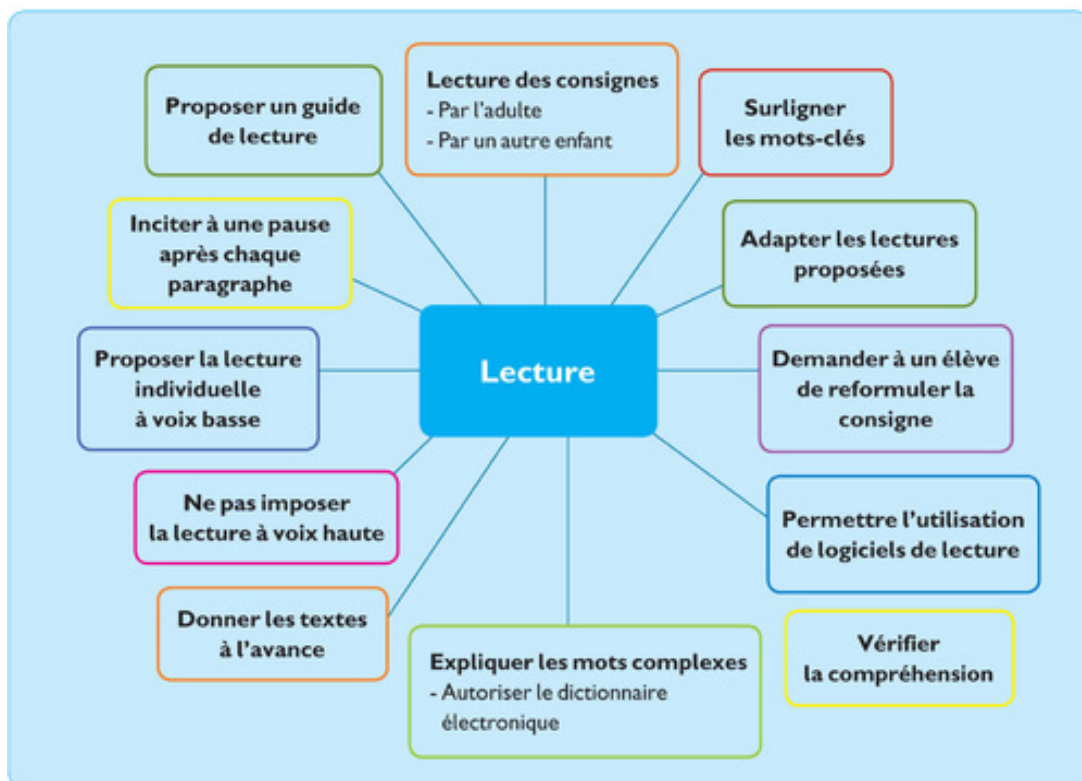 Proposer un guide
de lecture
Lecture des consignes
- Par l'adulte
- Par un autre enfant
Surligner
les mots-clés
Inciter à une pause
après chaque
paragraphe
Adapter les lectures
proposées
Lecture
Proposer la lecture
individuelle
à voix basse
Demander à un élève
de reformuler la
consigne
Ne pas imposer
la lecture à voix haute
Permettre l'utilisation
de logiciels de lecture
Donner les textes
à l'avance
Expliquer les mots complexes
- Autoriser le dictionnaire
électronique
Vérifier
la compréhension